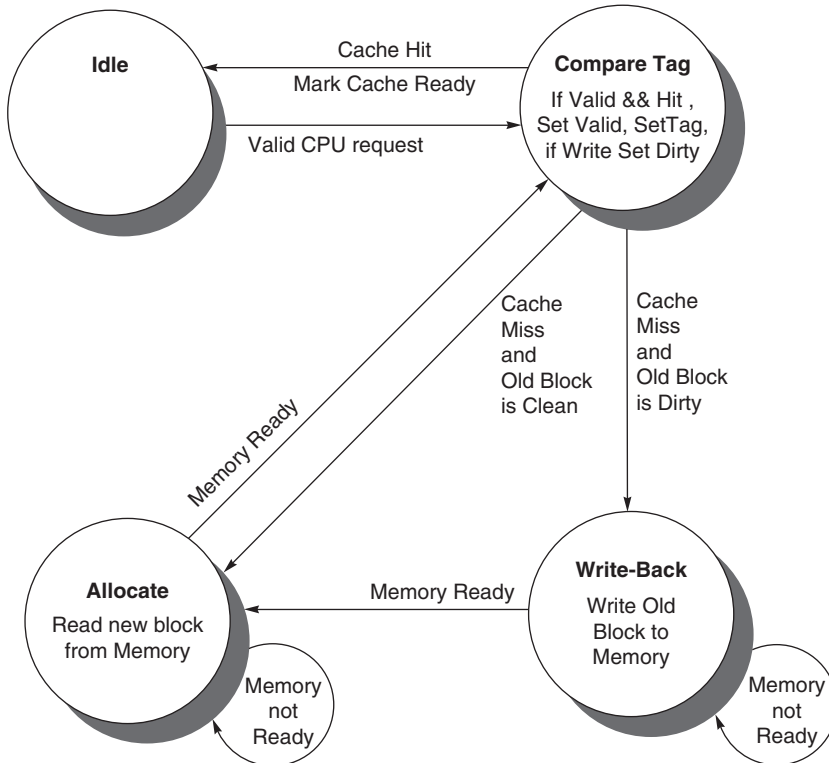 Idle
Cache Hit
Mark Cache Ready
Valid CPU request
Compare Tag
If Valid && Hit ,
Set Valid, SetTag,
if Write Set Dirty
Cache
Miss
and
Old Block
is Clean
Cache
Miss
and
Old Block
is Dirty
Memory Ready
Allocate
Read new block
from Memory
Memory
not
Ready
Memory Ready
Write-Back
Write Old
Block to
Memory
Memory
not
Ready